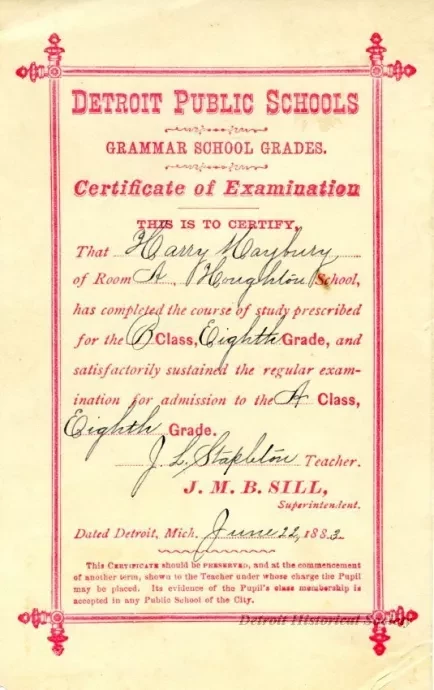 DETROIT PUBLIC SCHOOLS
GRAMMAR SCHOOL GRADES.
Certificate of Examination
THIS IS TO CERTIFY,
That Harry Maybury
of Room A, Houghton School,
has completed the course of study prescribed
for the B Class, Eighth Grade, and
satisfactorily sustained the regular exam-
ination for admission to the A Class,
Eighth Grade.
J. L. Stapleton Teacher.
J. M. B. SILL,
Superintendent.
Dated Detroit, Mich. June 22, 1883.
This CERTIFICATE should be PRESERVED, and at the commencement
of another term, shown to the Teacher under whose charge the Pupil
may be placed. Its evidence of the Pupil's class membership is
accepted in any Public School of the City.
Detroit Historical Society